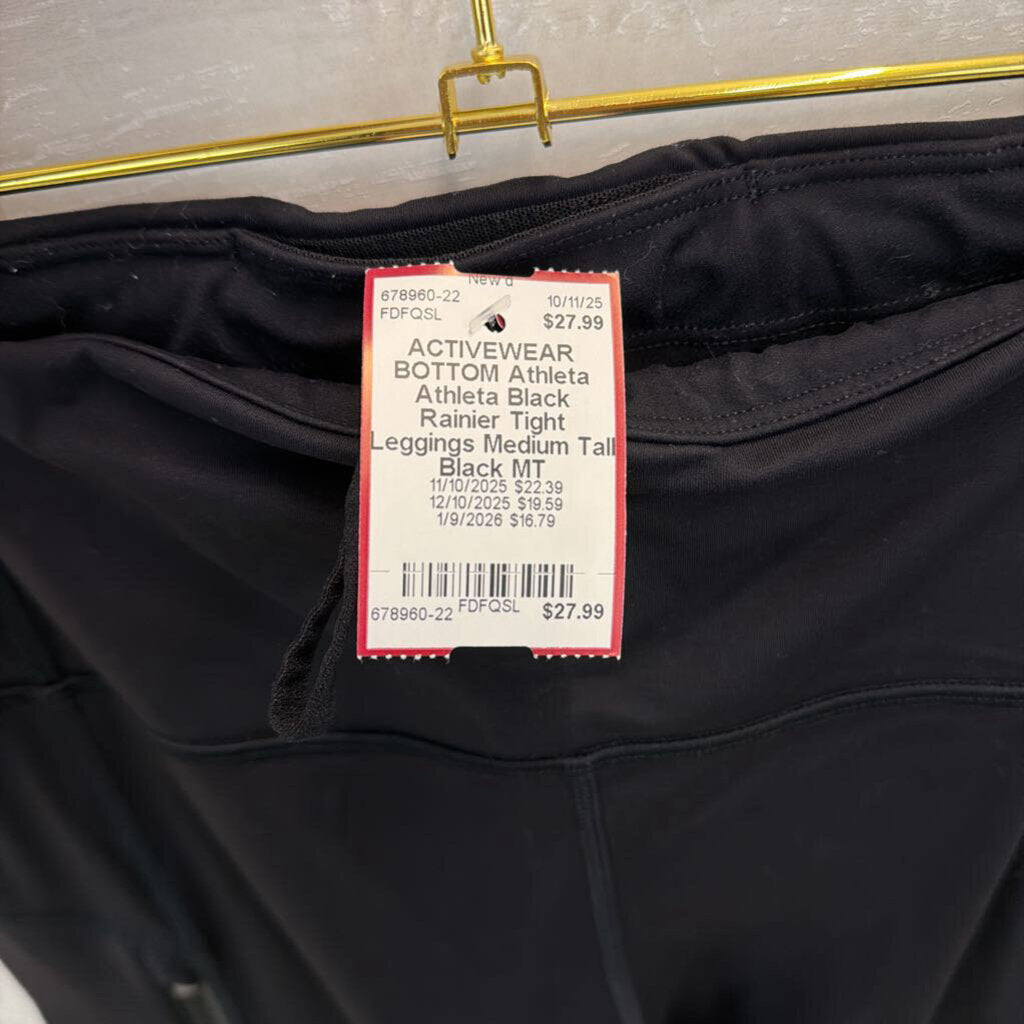 New'd
678960-22 10/11/25
FDFQSL $27.99
ACTIVEWEAR
BOTTOM Athleta
Athleta Black
Rainier Tight
Leggings Medium Tall
Black MT
11/10/2025 $22.39
12/10/2025 $19.59
1/9/2026 $16.79
678960-22 FDFQSL $27.99